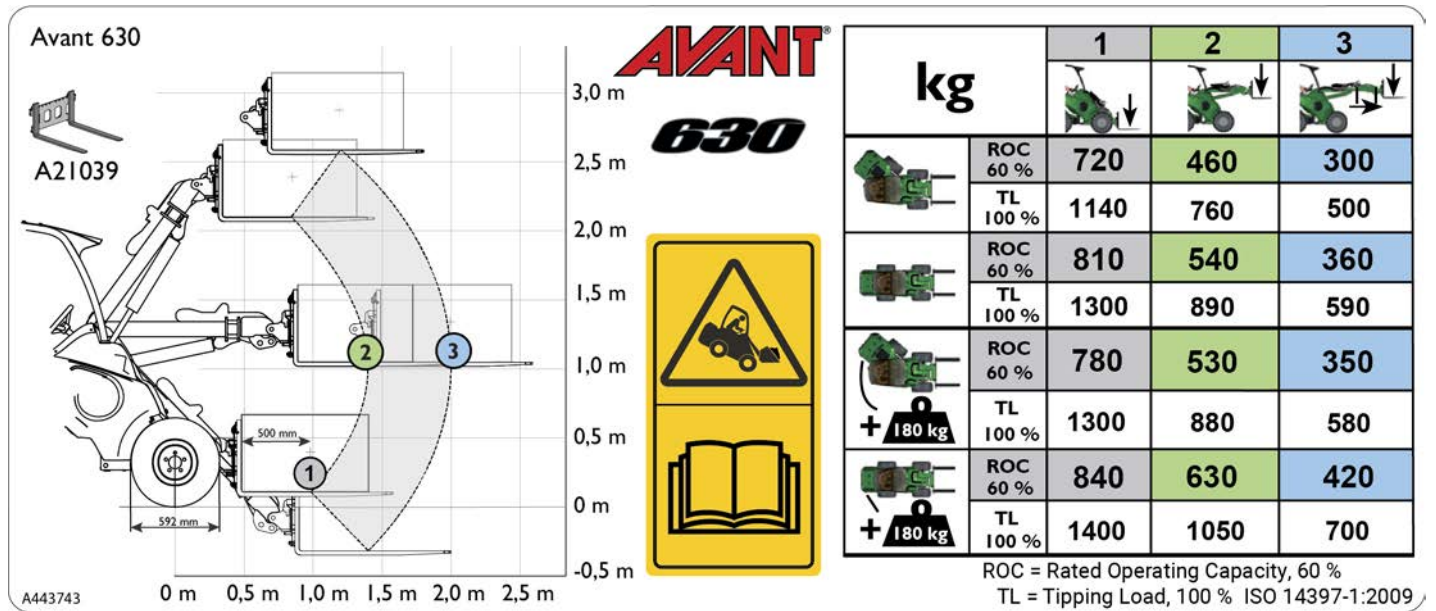 Avant 630
A21039
500 mm
592 mm
1
2
3
3,0 m
2,5 m
2,0 m
1,5 m
1,0 m
0,5 m
0 m
-0,5 m
0 m 0,5 m 1,0 m 1,5 m 2,0 m 2,5 m
A443743
AVANT®
630
kg 1 2 3
ROC 60 % 720 460 300
TL 100 % 1140 760 500
ROC 60 % 810 540 360
TL 100 % 1300 890 590
ROC 60 % 780 530 350
+ 180 kg TL 100 % 1300 880 580
ROC 60 % 840 630 420
+ 180 kg TL 100 % 1400 1050 700
ROC = Rated Operating Capacity, 60 %
TL = Tipping Load, 100 % ISO 14397-1:2009